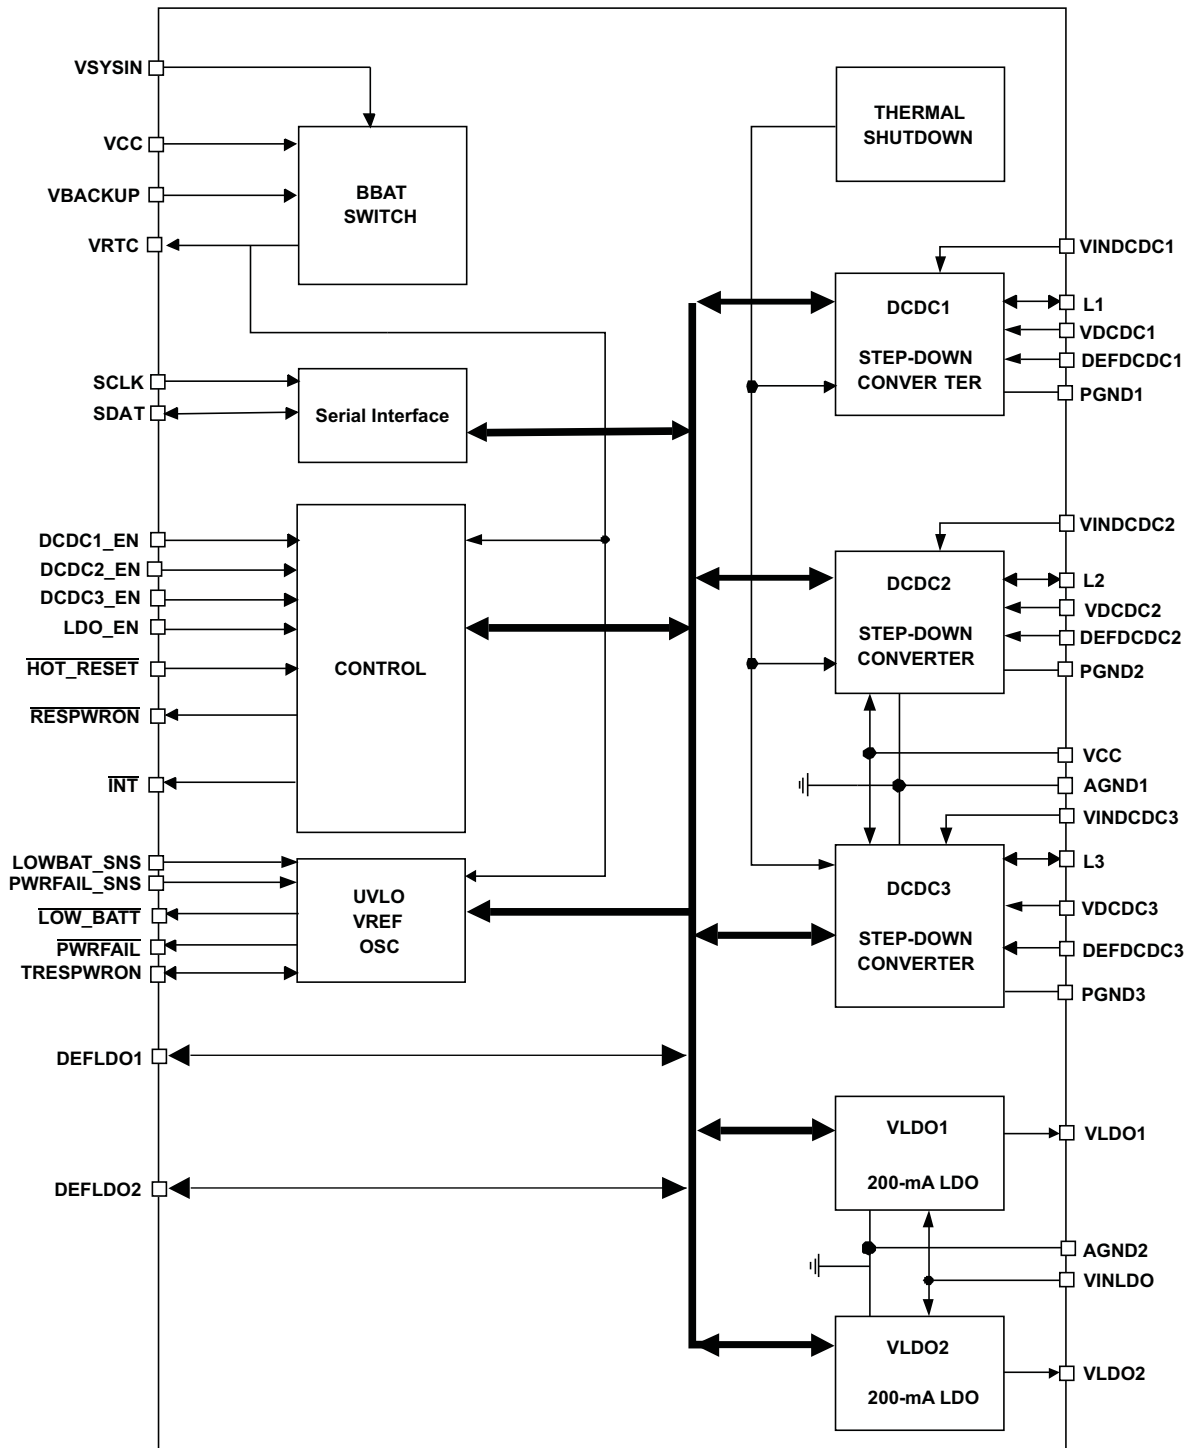 VSYSIN
VCC
VBACKUP
VRTC
BBAT
SWITCH
THERMAL
SHUTDOWN
SCLK
SDAT
Serial Interface
DCDC1
STEP-DOWN
CONVER TER
VINDCDC1
L1
VDCDC1
DEFDCDC1
PGND1
DCDC1_EN
DCDC2_EN
DCDC3_EN
LDO_EN
HOT_RESET
RESPWRON
INT
CONTROL
DCDC2
STEP-DOWN
CONVERTER
VINDCDC2
L2
VDCDC2
DEFDCDC2
PGND2
VCC
AGND1
VINDCDC3
L3
VDCDC3
DEFDCDC3
PGND3
DCDC3
STEP-DOWN
CONVERTER
LOWBAT_SNS
PWRFAIL_SNS
LOW_BATT
PWRFAIL
TRESPWRON
UVLO
VREF
OSC
DEFLDO1
DEFLDO2
VLDO1
200-mA LDO
VLDO1
AGND2
VINLDO
VLDO2
200-mA LDO
VLDO2